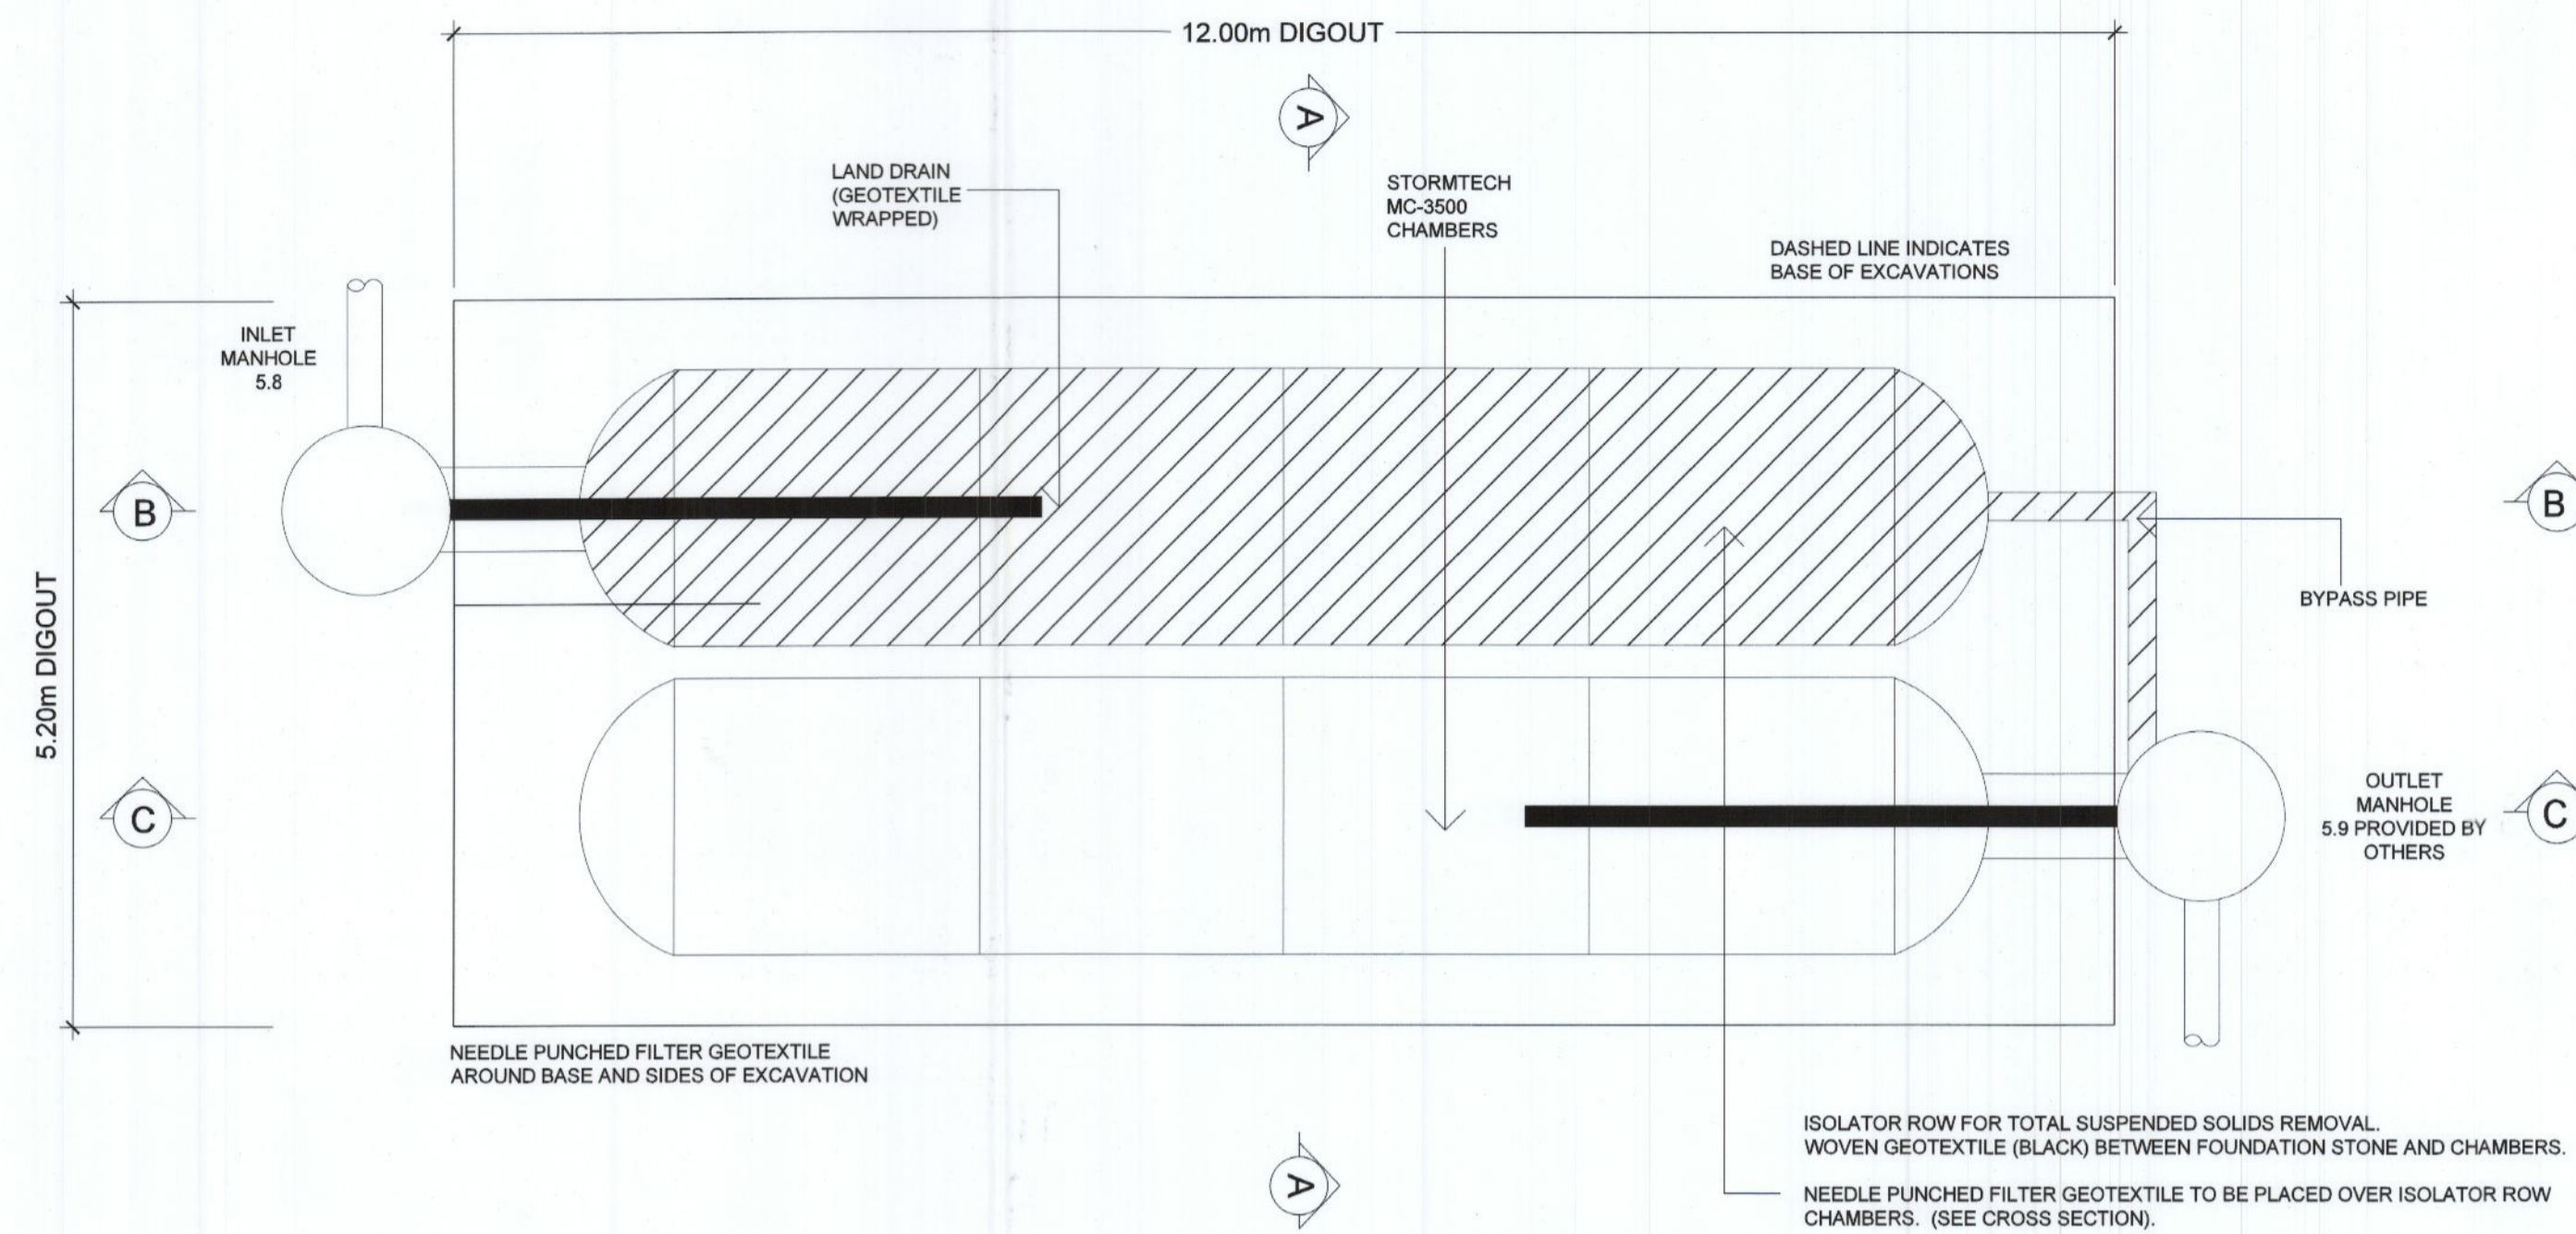 12.00m DIGOUT
A
LAND DRAIN
(GEOTEXTILE
WRAPPED)
STORMTECH
MC-3500
CHAMBERS
DASHED LINE INDICATES
BASE OF EXCAVATIONS
INLET
MANHOLE
5.8
B
B
BYPASS PIPE
5.20m DIGOUT
C
OUTLET
MANHOLE
5.9 PROVIDED BY
OTHERS
C
NEEDLE PUNCHED FILTER GEOTEXTILE
AROUND BASE AND SIDES OF EXCAVATION
A
ISOLATOR ROW FOR TOTAL SUSPENDED SOLIDS REMOVAL.
WOVEN GEOTEXTILE (BLACK) BETWEEN FOUNDATION STONE AND CHAMBERS.
NEEDLE PUNCHED FILTER GEOTEXTILE TO BE PLACED OVER ISOLATOR ROW
CHAMBERS. (SEE CROSS SECTION).